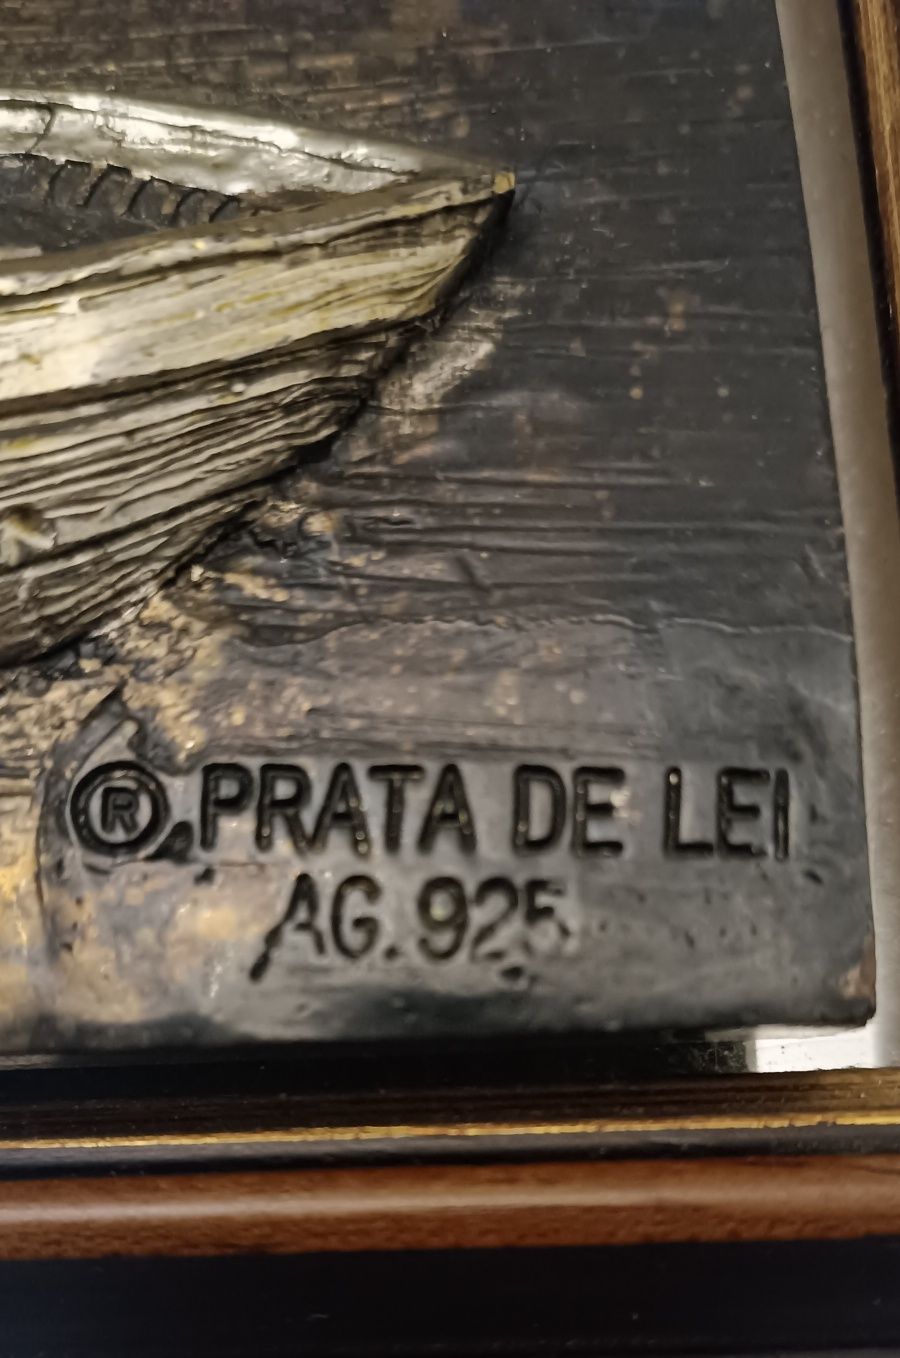 ® PRATA DE LEI
AG. 925